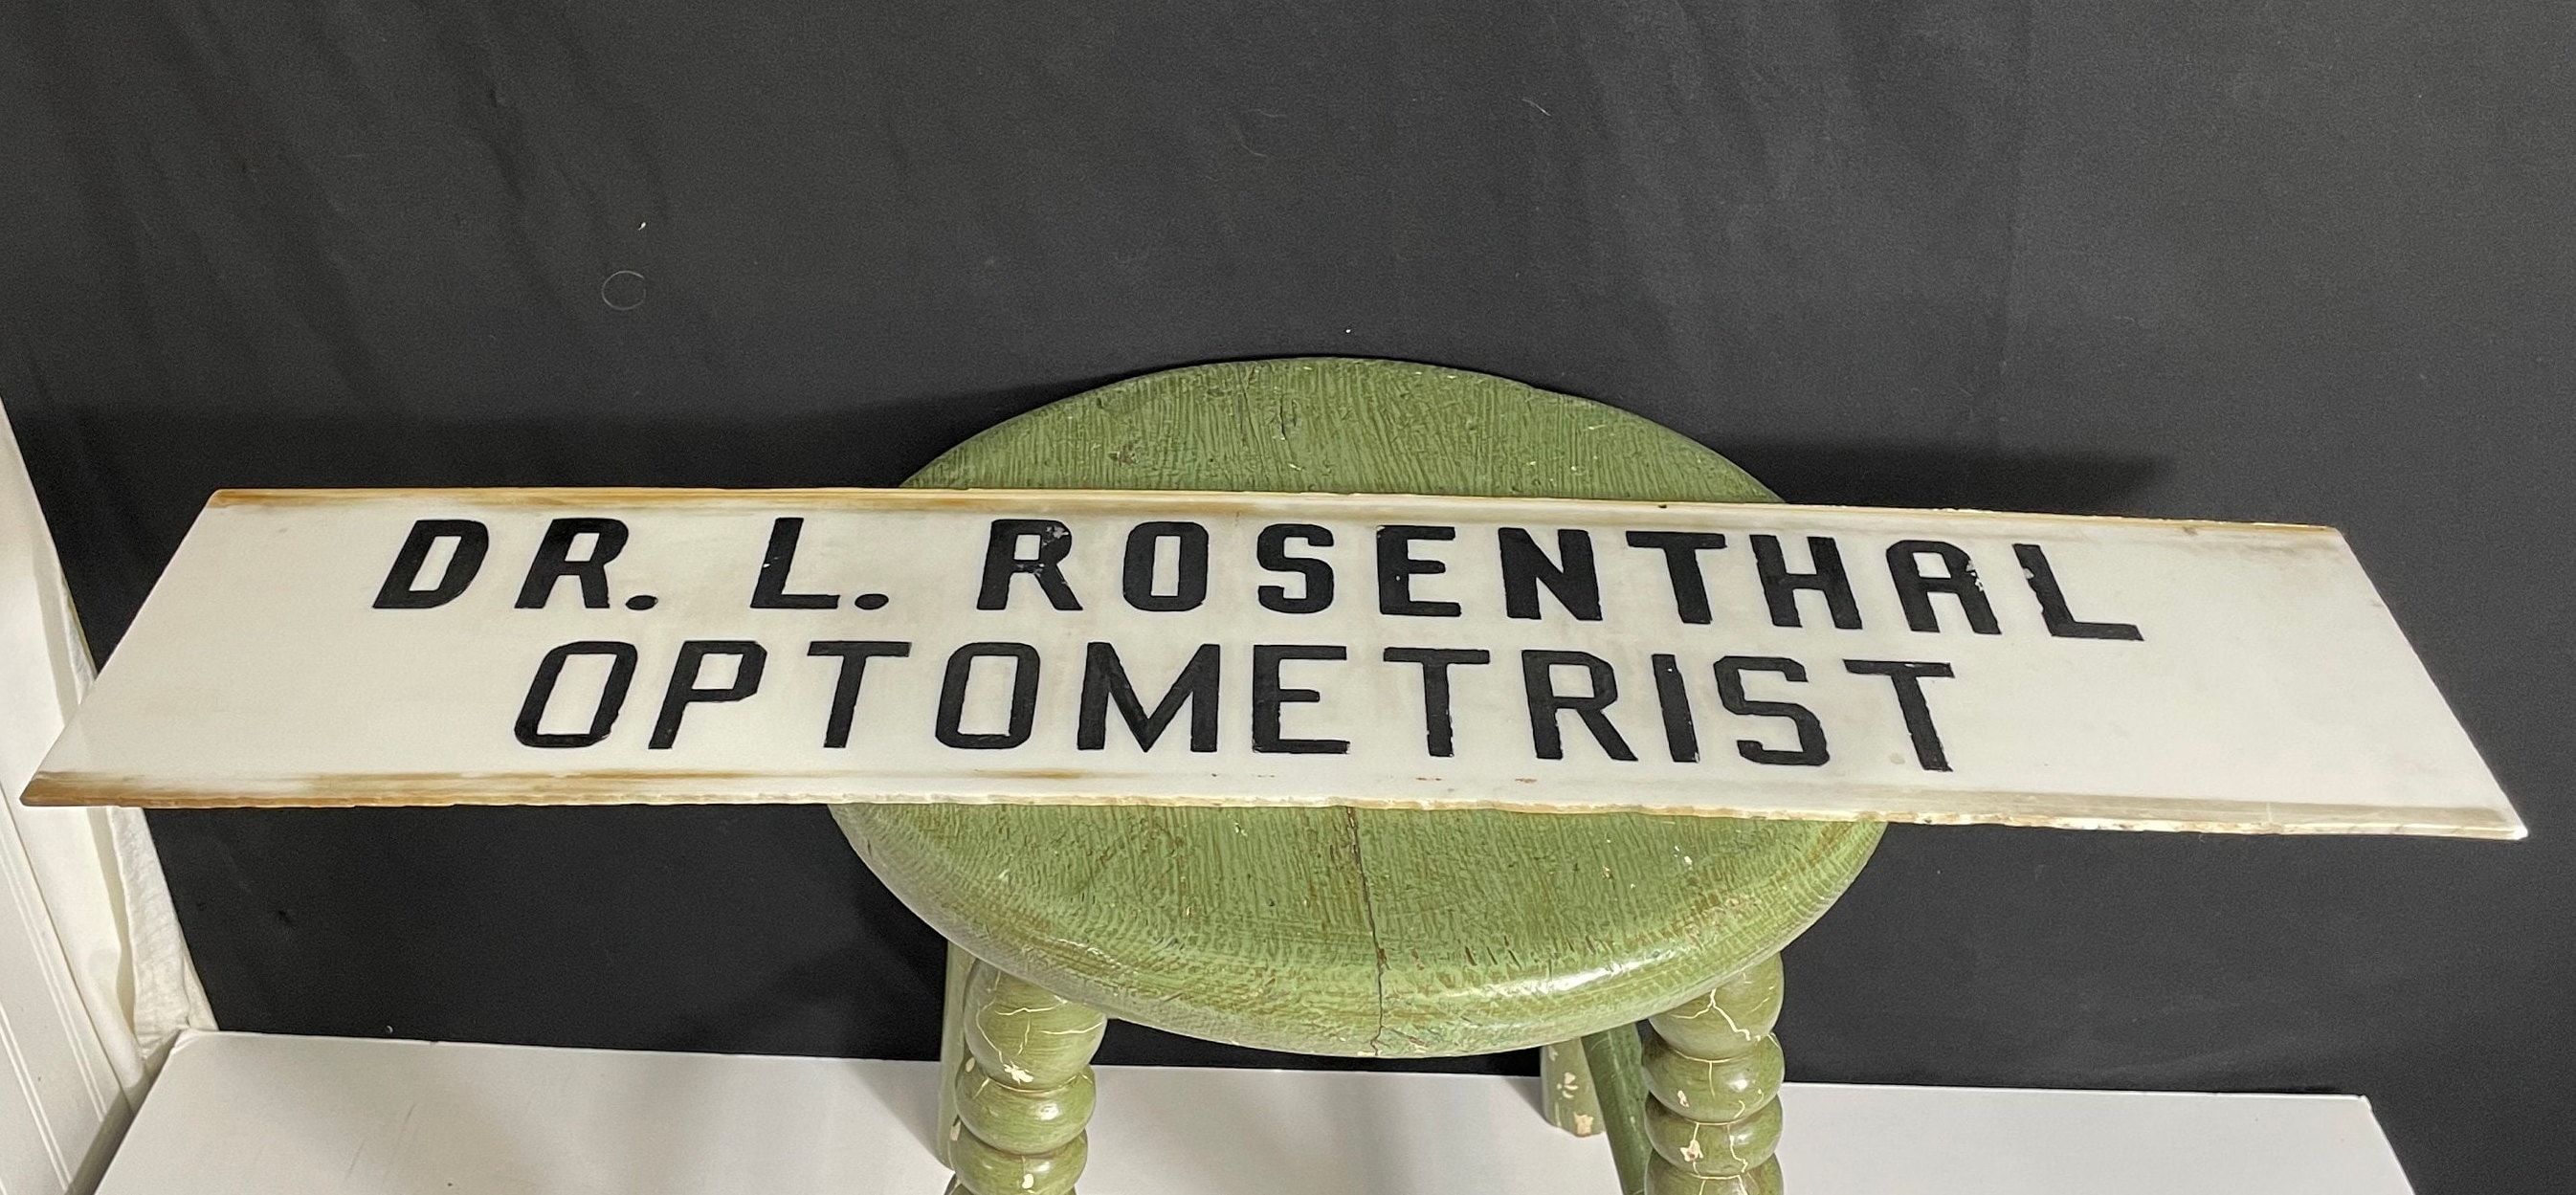 DR. L. ROSENTHAL
OPTOMETRIST